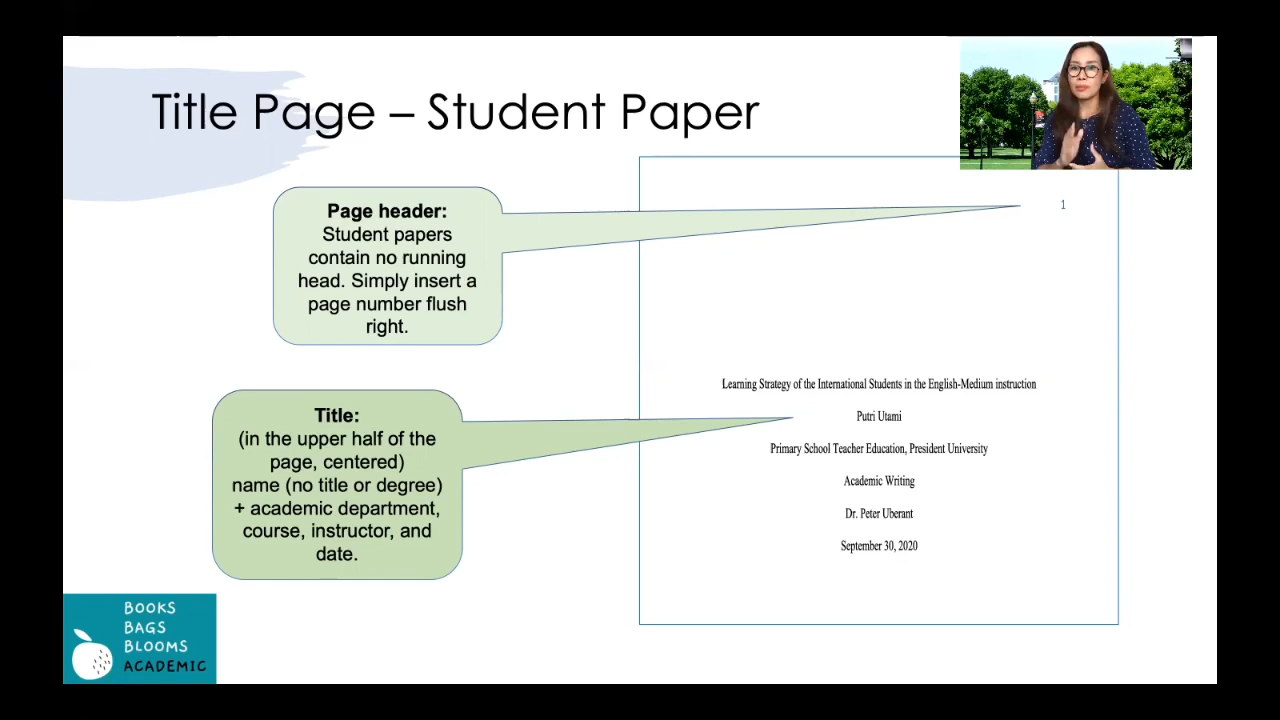 Title Page – Student Paper
Page header:
Student papers
contain no running
head. Simply insert a
page number flush
right.
1
Title:
(in the upper half of the
page, centered)
name (no title or degree)
+ academic department,
course, instructor, and
date.
Learning Strategy of the International Students in the English-Medium instruction
Putri Utami
Primary School Teacher Education, President University
Academic Writing
Dr. Peter Uberant
September 30, 2020
BOOKS
BAGS
BLOOMS
ACADEMIC